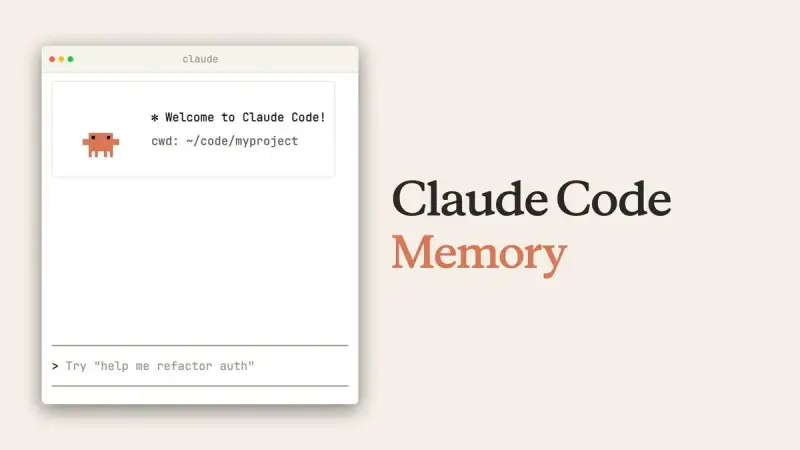 claude
✻ Welcome to Claude Code!
cwd: ~/code/myproject
> Try "help me refactor auth"
Claude Code
Memory